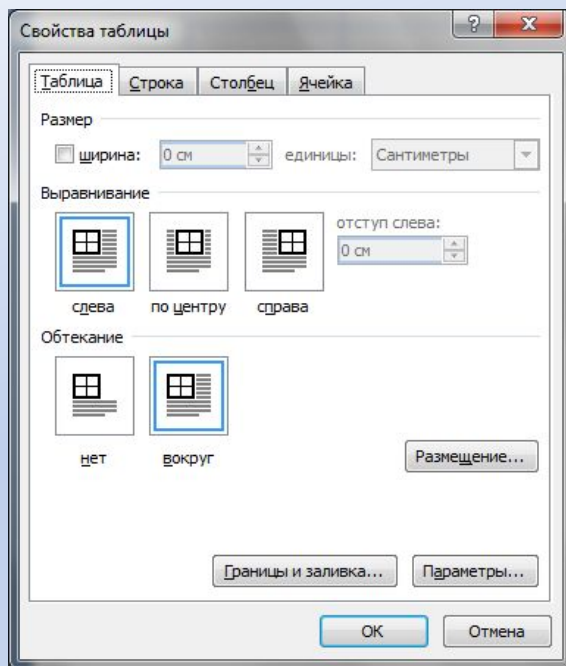 Свойства таблицы
Таблица Строка Столбец Ячейка
Размер
ширина: 0 см единицы: Сантиметры
Выравнивание
отступ слева:
0 см
слева по центру справа
Обтекание
нет вокруг
Размещение...
Границы и заливка... Параметры...
ОК Отмена